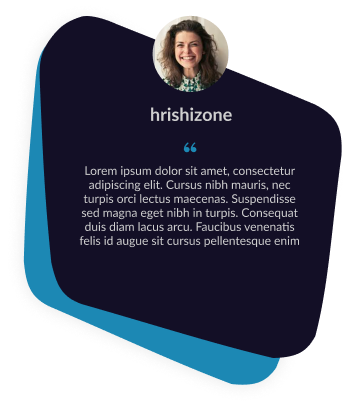 hrishizone
“
Lorem ipsum dolor sit amet, consectetur
adipiscing elit. Cursus nibh mauris, nec
turpis orci lectus maecenas. Suspendisse
sed magna eget nibh in turpis. Consequat
duis diam lacus arcu. Faucibus venenatis
felis id augue sit cursus pellentesque enim